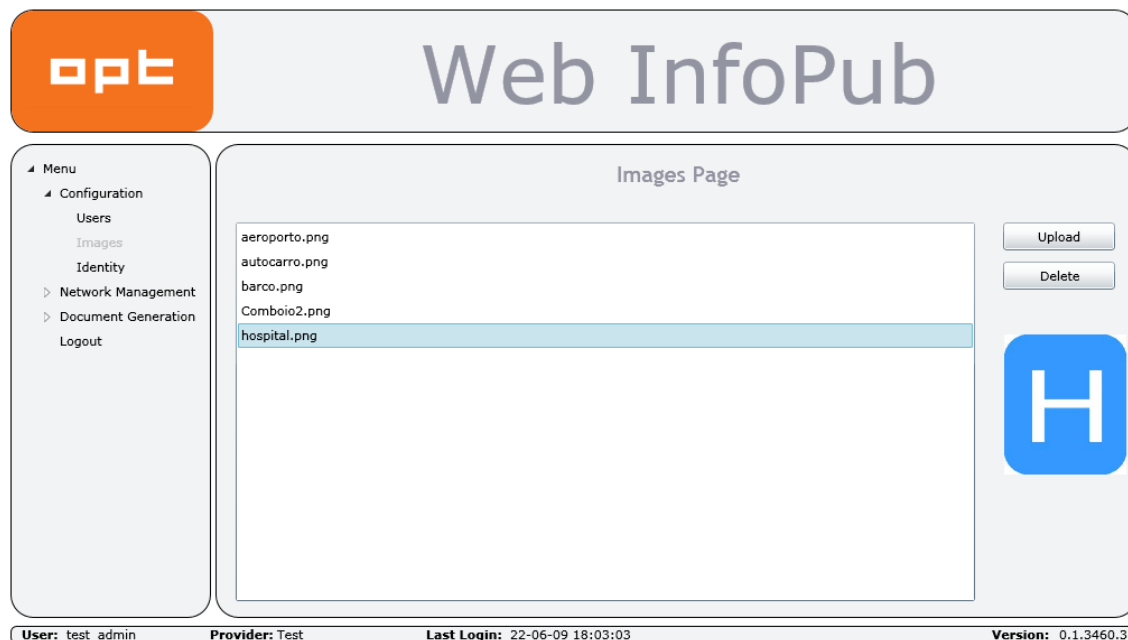 opt
Web InfoPub
Menu
Configuration
Users
Images
Identity
Network Management
Document Generation
Logout
Images Page
aeroporto.png
autocarro.png
barco.png
Comboio2.png
hospital.png
Upload
Delete
H
User: test_admin Provider: Test Last Login: 22-06-09 18:03:03 Version: 0.1.3460.3